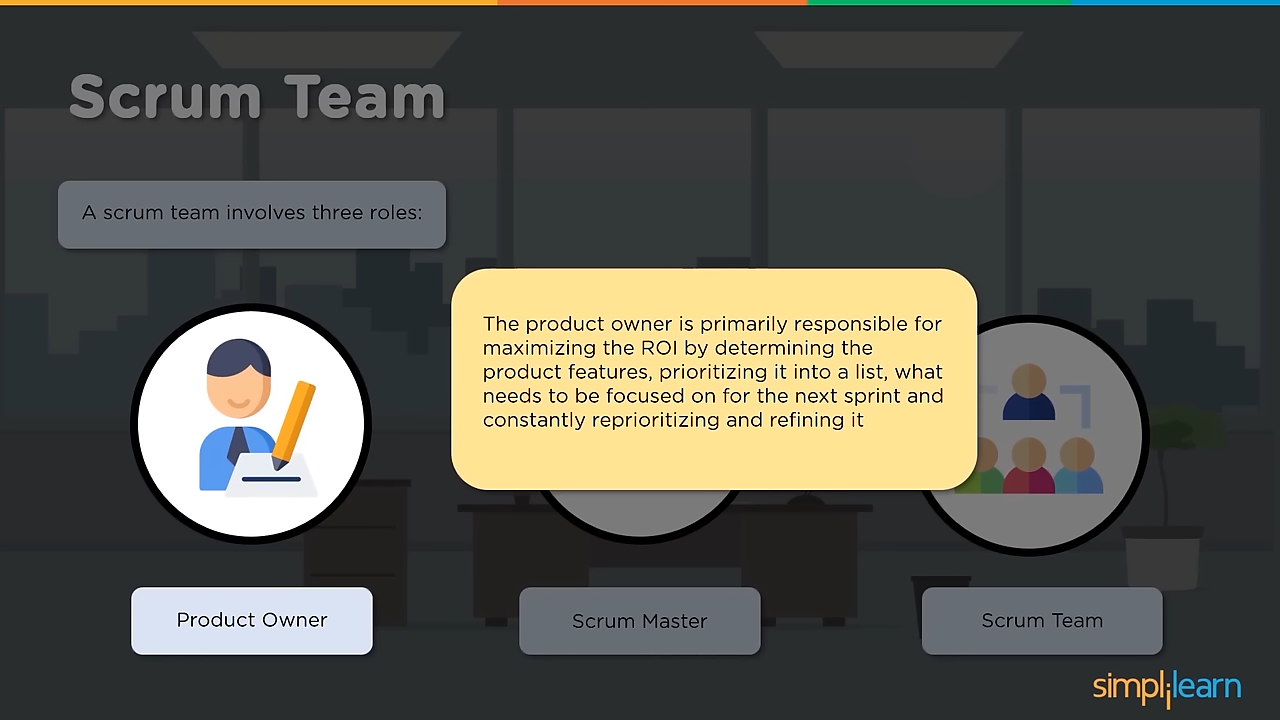 Scrum Team
A scrum team involves three roles:
The product owner is primarily responsible for
maximizing the ROI by determining the
product features, prioritizing it into a list, what
needs to be focused on for the next sprint and
constantly reprioritizing and refining it
Product Owner
Scrum Master
Scrum Team
simplilearn